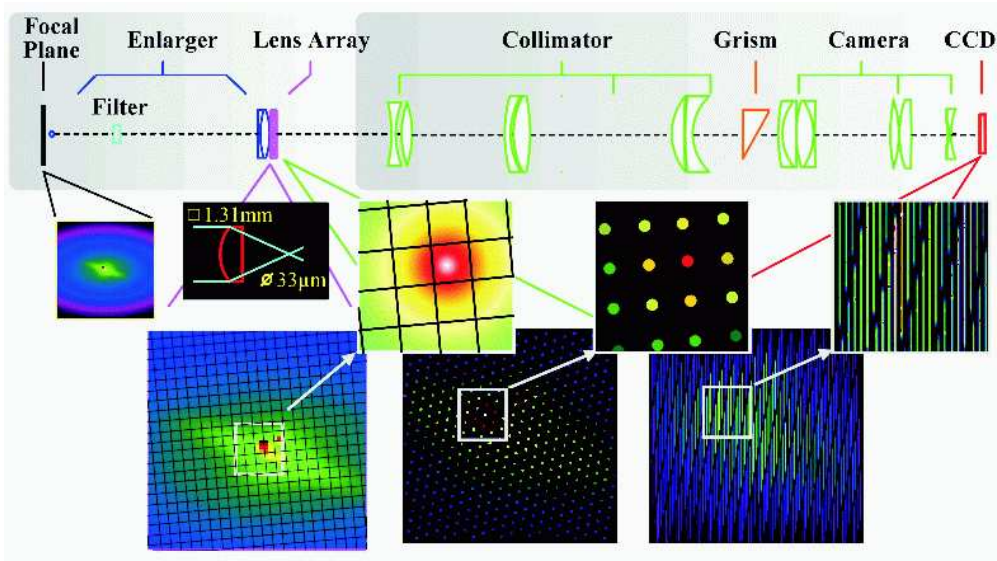 Focal Plane
Enlarger
Lens Array
Collimator
Grism
Camera
CCD
Filter
□ 1.31mm
ø 33μm